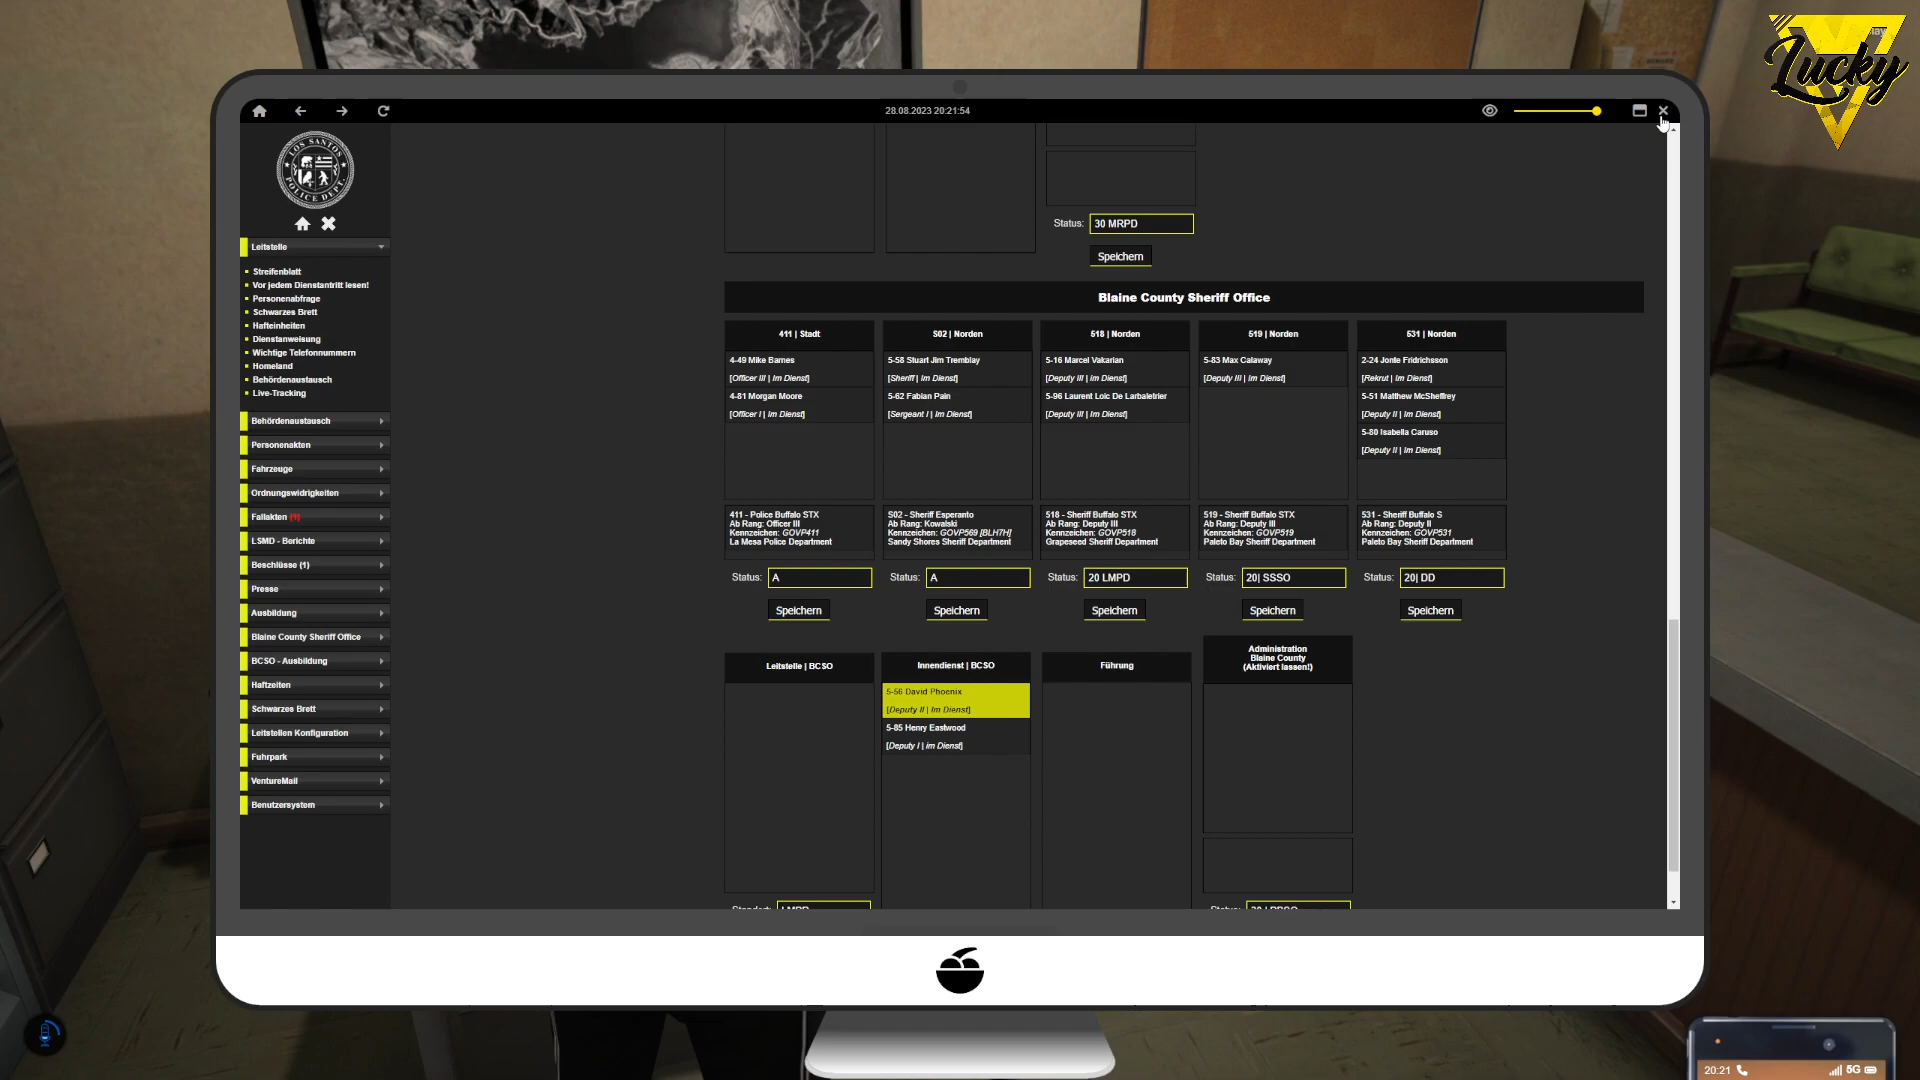 Lucky
28.08.2023 20:21:54
LOS SANTOS
POLICE DEPT.
Leitstelle
Streifenblatt
Vor jedem Dienstantritt lesen!
Personenabfrage
Schwarzes Brett
Hafteinheiten
Dienstanweisung
Wichtige Telefonnummern
Homeland
Behördenaustausch
Live-Tracking
Behördenaustausch
Personenakten
Fahrzeuge
Ordnungswidrigkeiten
Fallakten (1)
LSMD - Berichte
Beschlüsse (1)
Presse
Ausbildung
Blaine County Sheriff Office
BCSO - Ausbildung
Haftzeiten
Schwarzes Brett
Leitstellen Konfiguration
Fuhrpark
VentureMail
Benutzersystem
Status: 30 MRPD
Speichern
Blaine County Sheriff Office
411 | Stadt
4-49 Mike Barnes
[Officer III | Im Dienst]
4-81 Morgan Moore
[Officer I | Im Dienst]
411 - Police Buffalo STX
Ab Rang: Officer III
Kennzeichen: GOVP411
La Mesa Police Department
Status: A
Speichern
S02 | Norden
5-58 Stuart Jim Tremblay
[Sheriff | Im Dienst]
5-62 Fabian Pain
[Sergeant I | Im Dienst]
S02 - Sheriff Esperanto
Ab Rang: Kowalski
Kennzeichen: GOVP569 [BLH7H]
Sandy Shores Sheriff Department
Status: A
Speichern
518 | Norden
5-16 Marcel Vakarian
[Deputy III | Im Dienst]
5-96 Laurent Loic De Larbaletrier
[Deputy III | Im Dienst]
518 - Sheriff Buffalo STX
Ab Rang: Deputy III
Kennzeichen: GOVP518
Grapeseed Sheriff Department
Status: 20 LMPD
Speichern
519 | Norden
5-83 Max Calaway
[Deputy III | Im Dienst]
519 - Sheriff Buffalo STX
Ab Rang: Deputy III
Kennzeichen: GOVP519
Paleto Bay Sheriff Department
Status: 20| SSSO
Speichern
531 | Norden
2-24 Jonte Fridrichsson
[Rekrut | Im Dienst]
5-51 Matthew McSheffrey
[Deputy II | Im Dienst]
5-80 Isabella Caruso
[Deputy II | Im Dienst]
531 - Sheriff Buffalo S
Ab Rang: Deputy II
Kennzeichen: GOVP531
Paleto Bay Sheriff Department
Status: 20| DD
Speichern
Leitstelle | BCSO
Innendienst | BCSO
5-56 David Phoenix
[Deputy II | Im Dienst]
5-85 Henry Eastwood
[Deputy I | im Dienst]
Führung
Administration
Blaine County
(Aktiviert lassen!)
20:21
5G